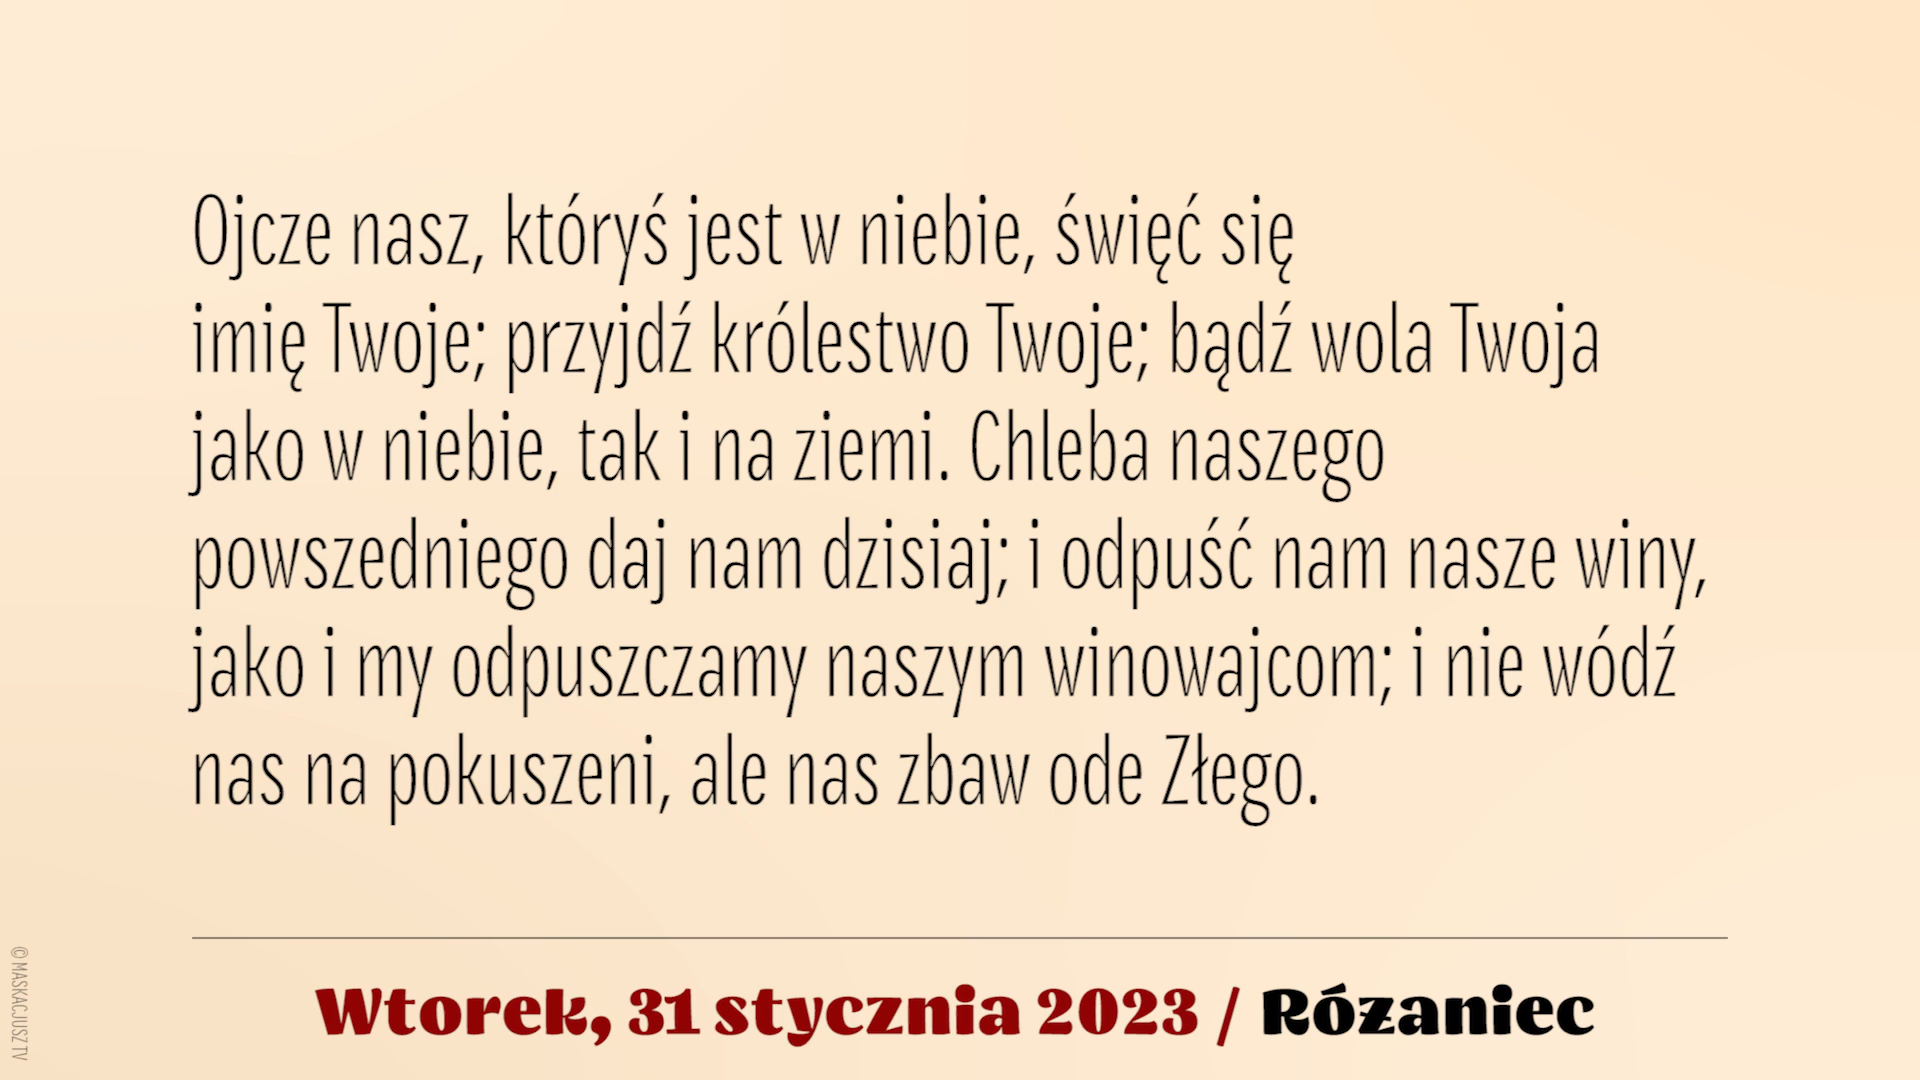 Ojcze nasz, któryś jest w niebie, święć się
imię Twoje; przyjdź królestwo Twoje; bądź wola Twoja
jako w niebie, tak i na ziemi. Chleba naszego
powszedniego daj nam dzisiaj; i odpuść nam nasze winy,
jako i my odpuszczamy naszym winowajcom; i nie wódź
nas na pokuszeni, ale nas zbaw ode Złego.
Wtorek, 31 stycznia 2023 / Różaniec
© MASKACJUSZ TV